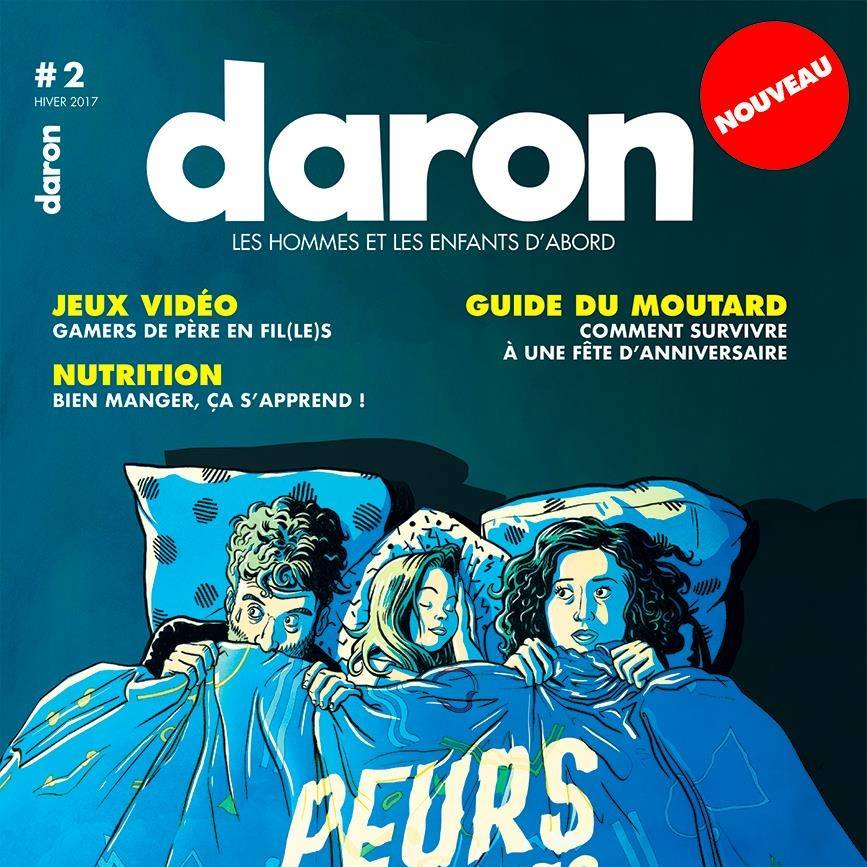 #2
HIVER 2017
daron
daron
NOUVEAU
LES HOMMES ET LES ENFANTS D'ABORD
JEUX VIDÉO
GAMERS DE PÈRE EN FIL(LE)S
NUTRITION
BIEN MANGER, ÇA S'APPREND !
GUIDE DU MOUTARD
COMMENT SURVIVRE
À UNE FÊTE D'ANNIVERSAIRE
PEURS